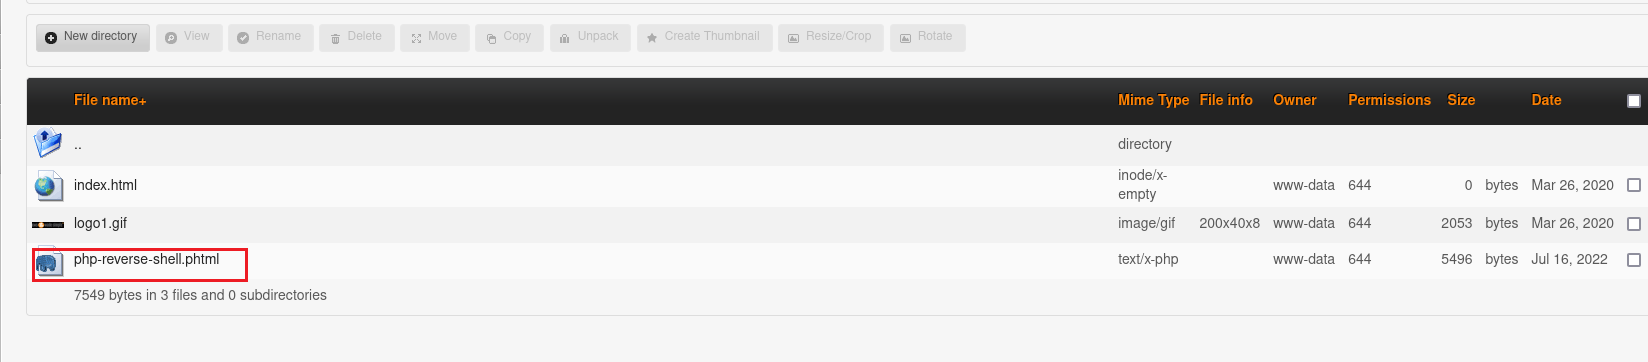 New directory View Rename Delete Move Copy Unpack Create Thumbnail Resize/Crop Rotate
File name+ Mime Type File info Owner Permissions Size Date
.. directory
index.html inode/x-empty www-data 644 0 bytes Mar 26, 2020
logo1.gif image/gif 200x40x8 www-data 644 2053 bytes Mar 26, 2020
php-reverse-shell.phtml text/x-php www-data 644 5496 bytes Jul 16, 2022
7549 bytes in 3 files and 0 subdirectories